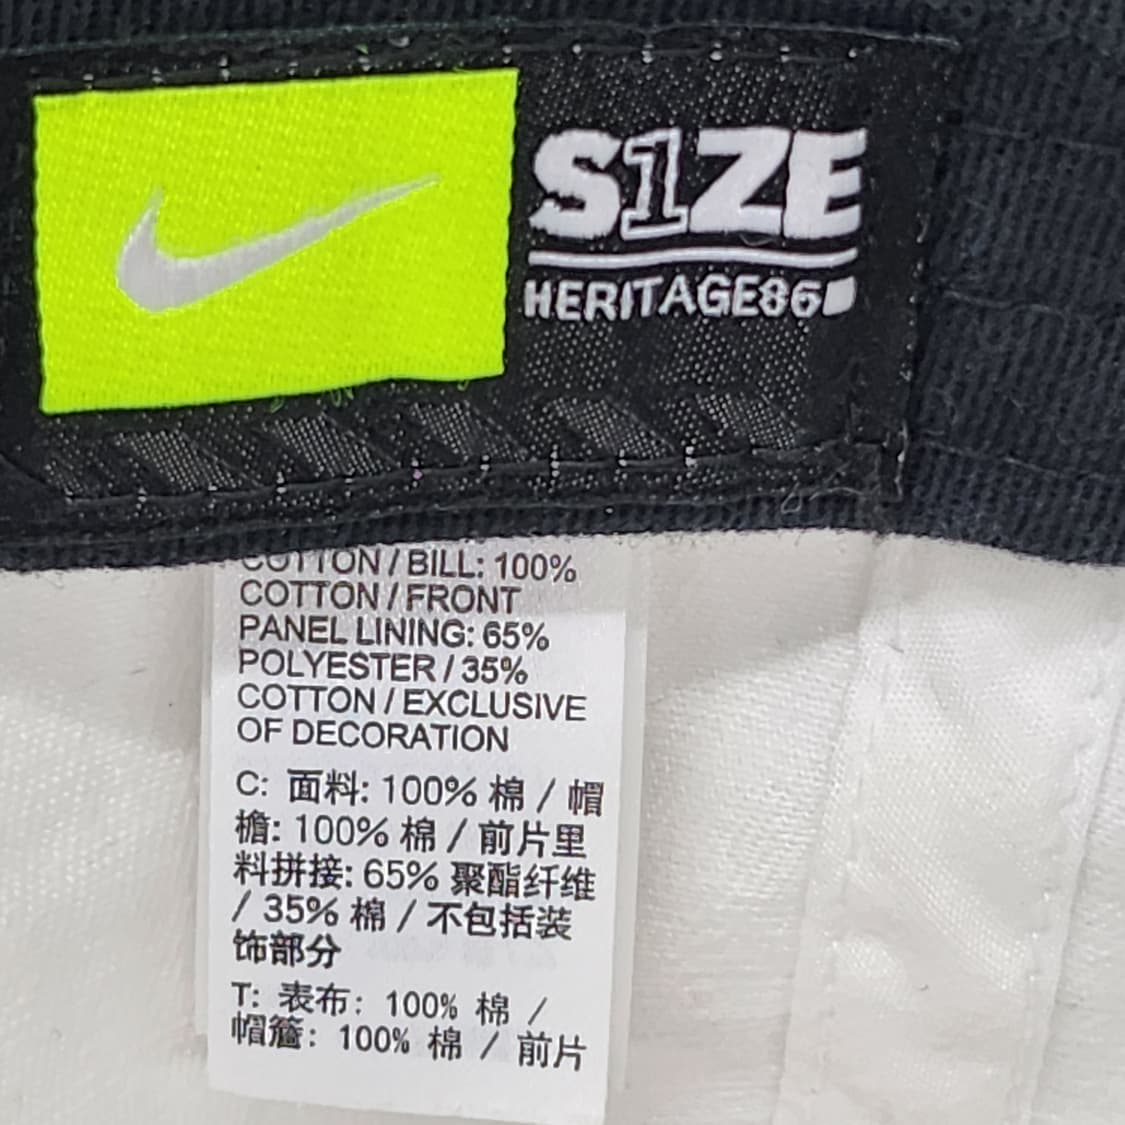 S1ZE
HERITAGE86
COTTON / BILL: 100%
COTTON / FRONT
PANEL LINING: 65%
POLYESTER / 35%
COTTON / EXCLUSIVE
OF DECORATION
C: 面料: 100% 棉 / 帽
檐: 100% 棉 / 前片里
料拼接: 65% 聚酯纤维
/ 35% 棉 / 不包括装
饰部分
T: 表布: 100% 棉 /
帽簷: 100% 棉 / 前片